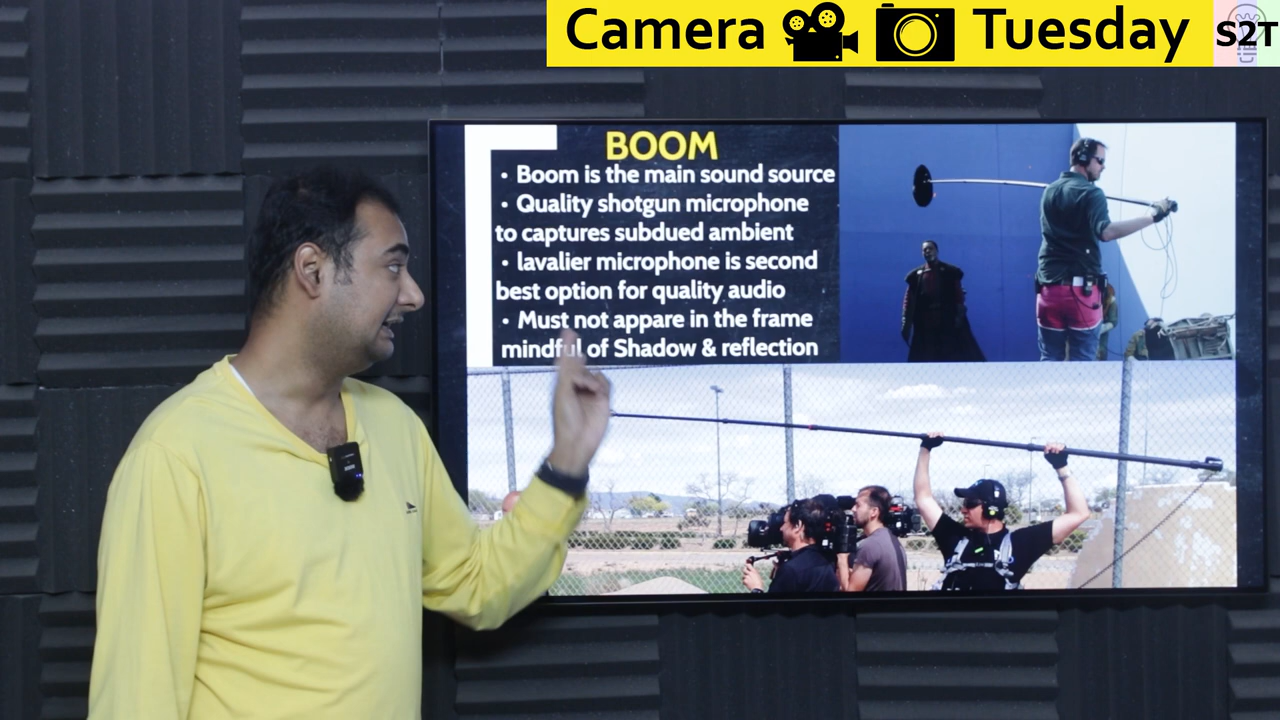 Camera Tuesday S2T
BOOM
• Boom is the main sound source
• Quality shotgun microphone
to captures subdued ambient
• lavalier microphone is second
best option for quality audio
• Must not appare in the frame
mindful of Shadow & reflection